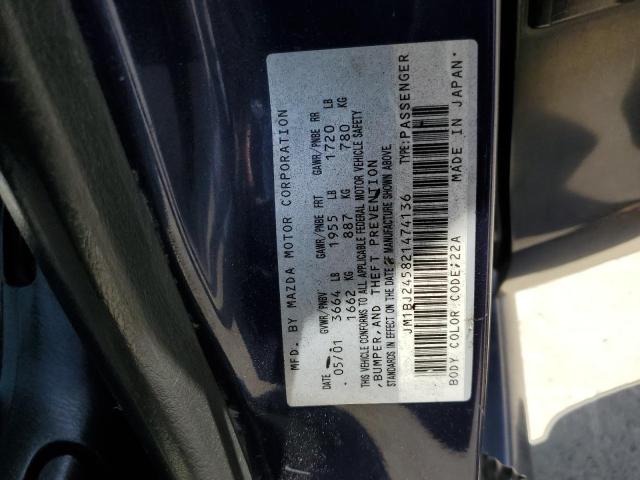 MFD. BY MAZDA MOTOR CORPORATION
DATE GVWR/PNBV GAWR/PNBE FRT GAWR/PNBE RR
05/01 3664 LB 1955 LB 1720 LB
1662 KG 887 KG 780 KG
THIS VEHICLE CONFORMS TO ALL APPLICABLE FEDERAL MOTOR VEHICLE SAFETY
,BUMPER,AND THEFT PREVENTION
STANDARDS IN EFFECT ON THE DATE OF MANUFACTURE SHOWN ABOVE.
JM1BJ245821474136 TYPE:PASSENGER
BODY COLOR CODE;22A MADE IN JAPAN